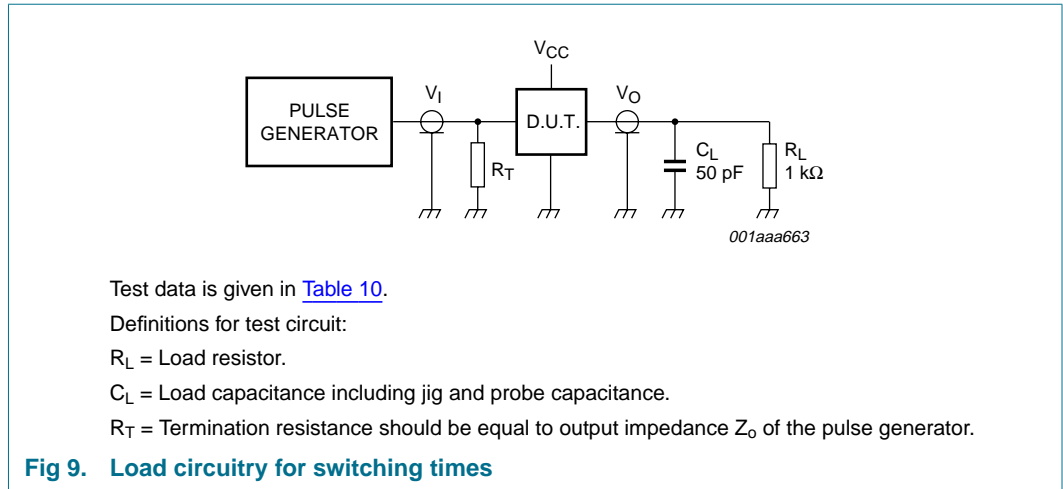 V_CC
V_I
V_O
PULSE
GENERATOR
D.U.T.
R_T
C_L
50 pF
R_L
1 kΩ
001aaa663
Test data is given in Table 10.
Definitions for test circuit:
R_L = Load resistor.
C_L = Load capacitance including jig and probe capacitance.
R_T = Termination resistance should be equal to output impedance Z_o of the pulse generator.
Fig 9. Load circuitry for switching times